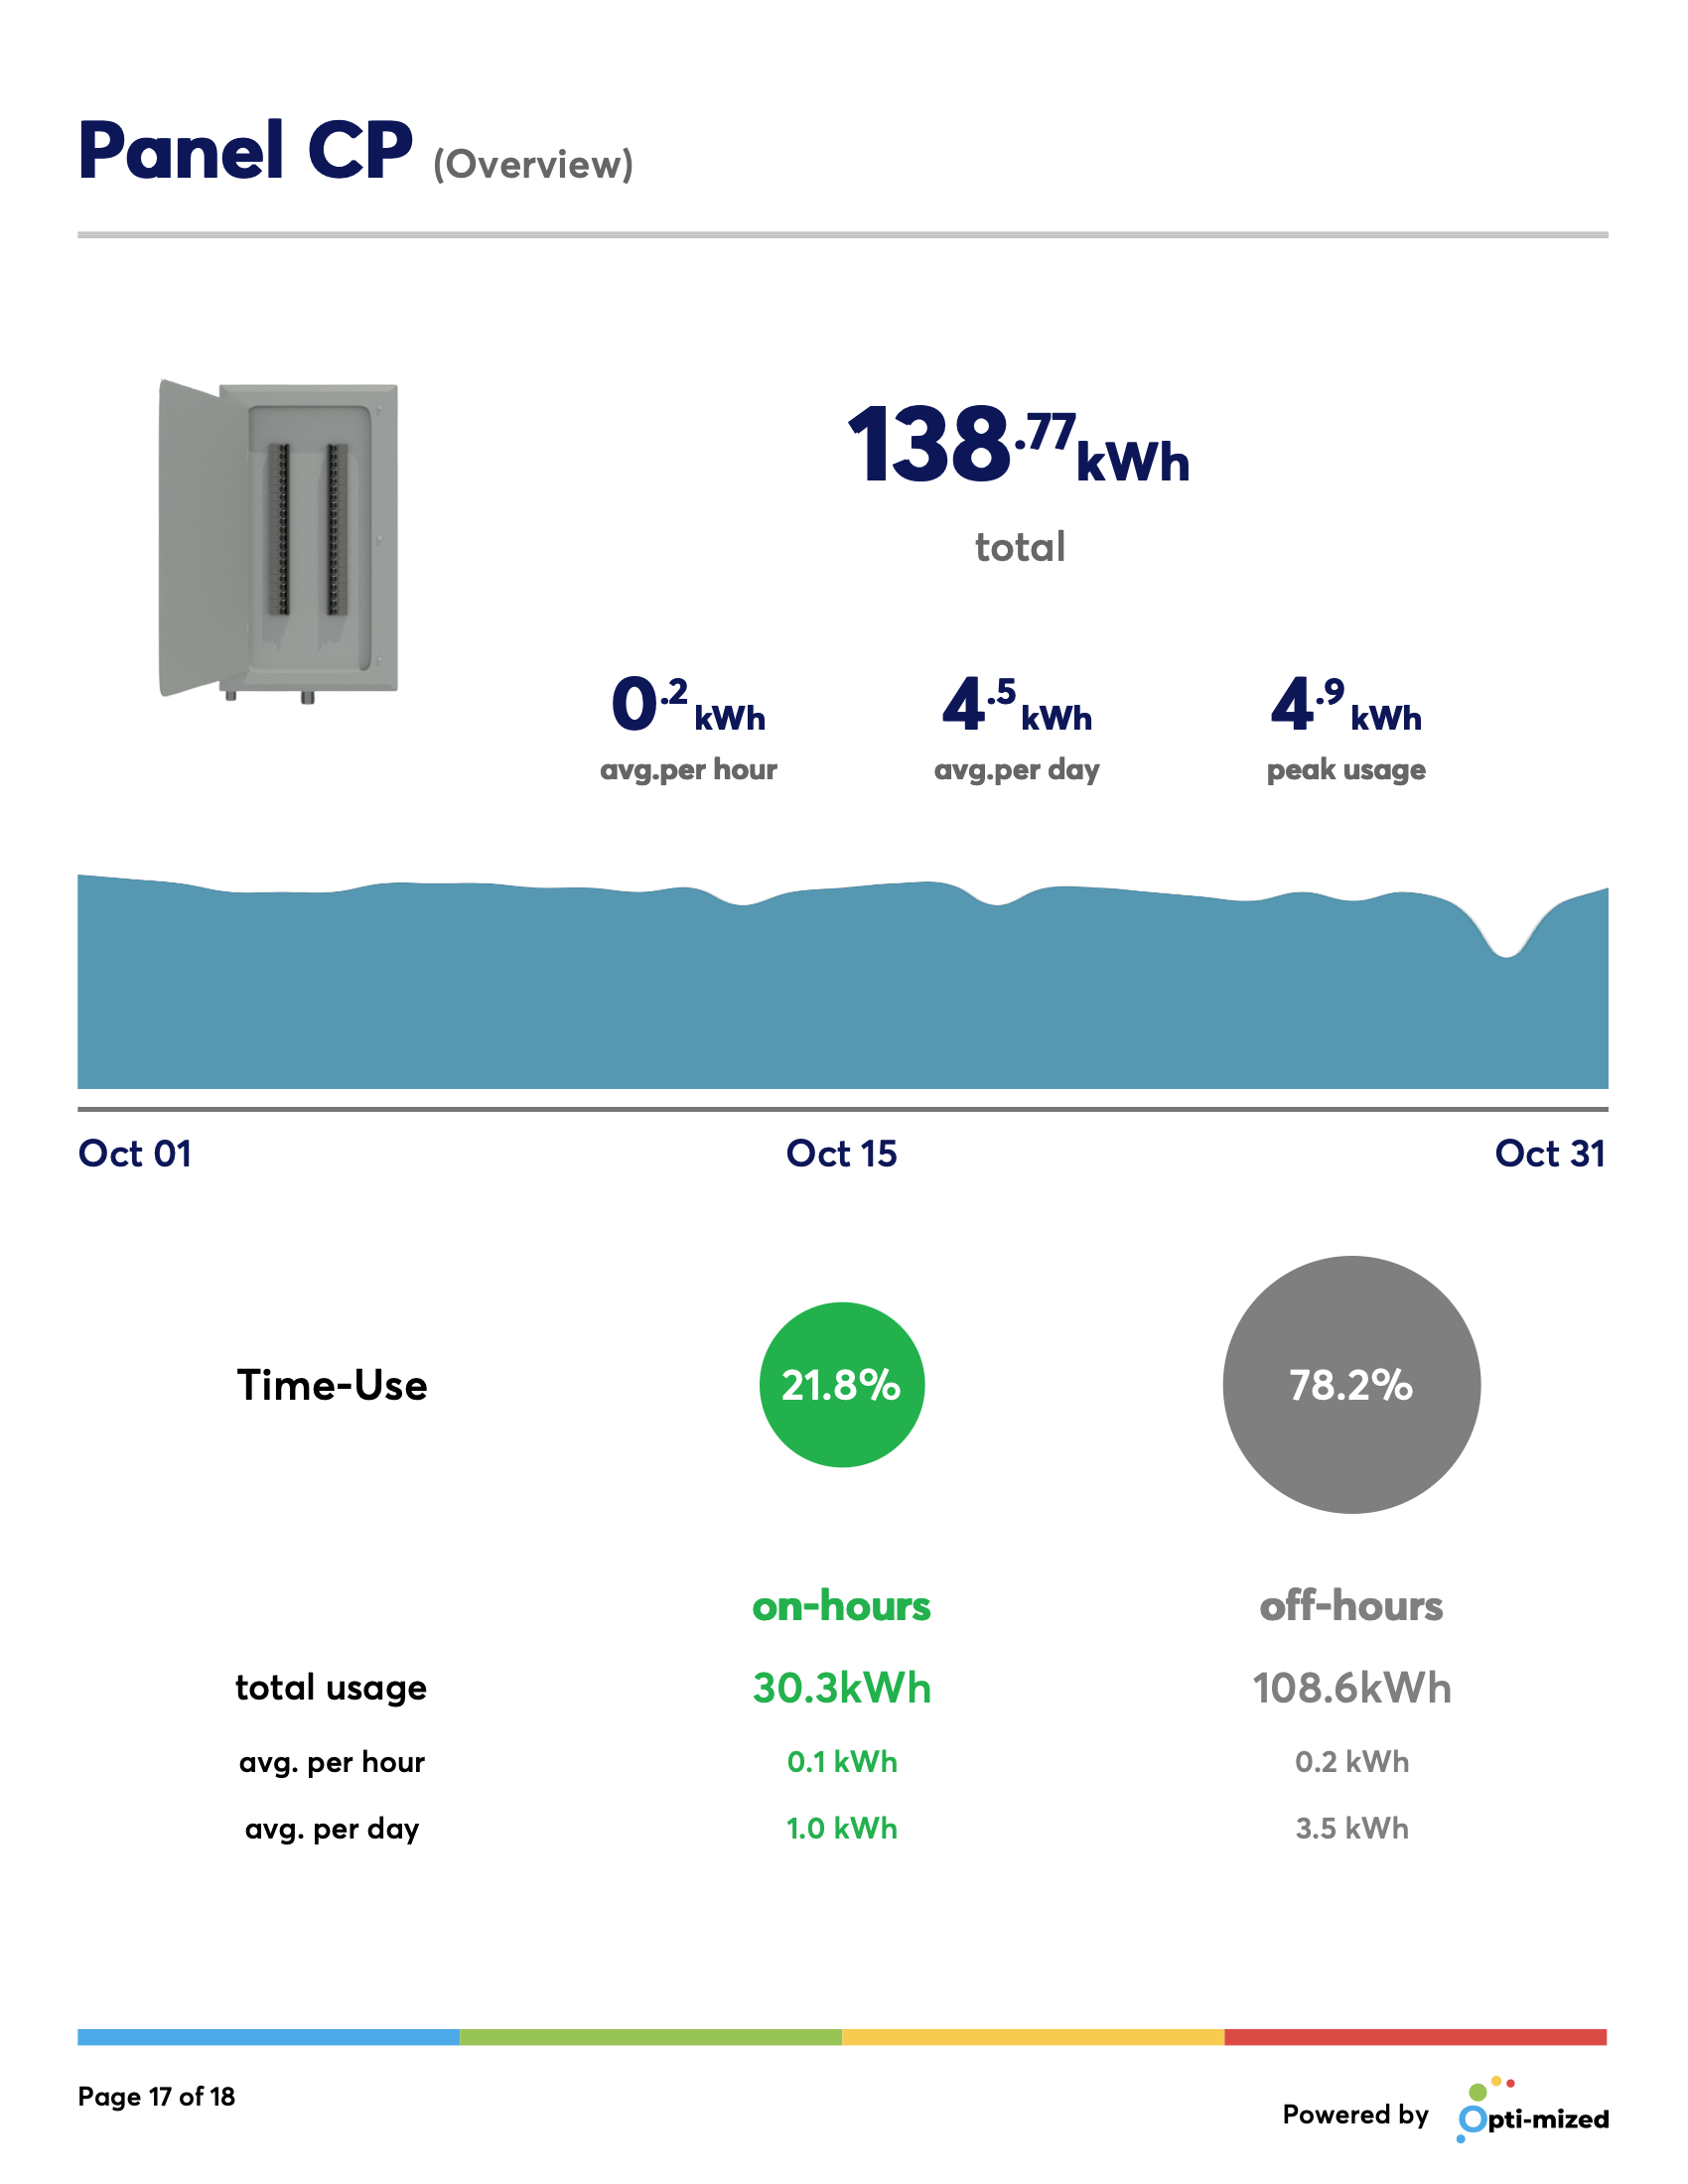 Panel CP (Overview)
138.77kWh
total
0.2 kWh 4.5 kWh 4.9 kWh
avg.per hour avg.per day peak usage
Oct 01 Oct 15 Oct 31
Time-Use 21.8% 78.2%
on-hours off-hours
total usage 30.3kWh 108.6kWh
avg. per hour 0.1 kWh 0.2 kWh
avg. per day 1.0 kWh 3.5 kWh
Page 17 of 18
Powered by Opti-mized